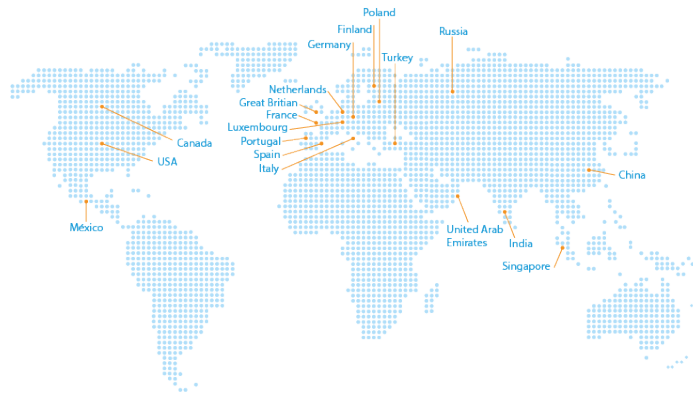 Poland
Finland
Russia
Germany
Turkey
Netherlands
Great Britian
France
Luxembourg
Portugal
Spain
Italy
Canada
USA
China
México
United Arab
Emirates
India
Singapore